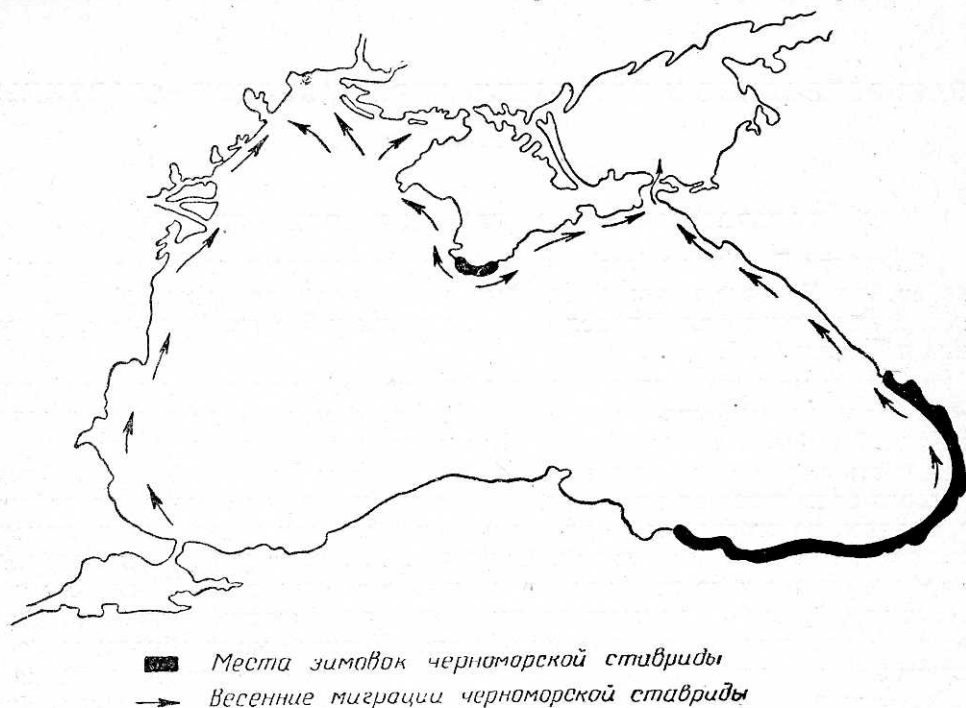 Места зимовок черноморской ставриды
Весенние миграции черноморской ставриды